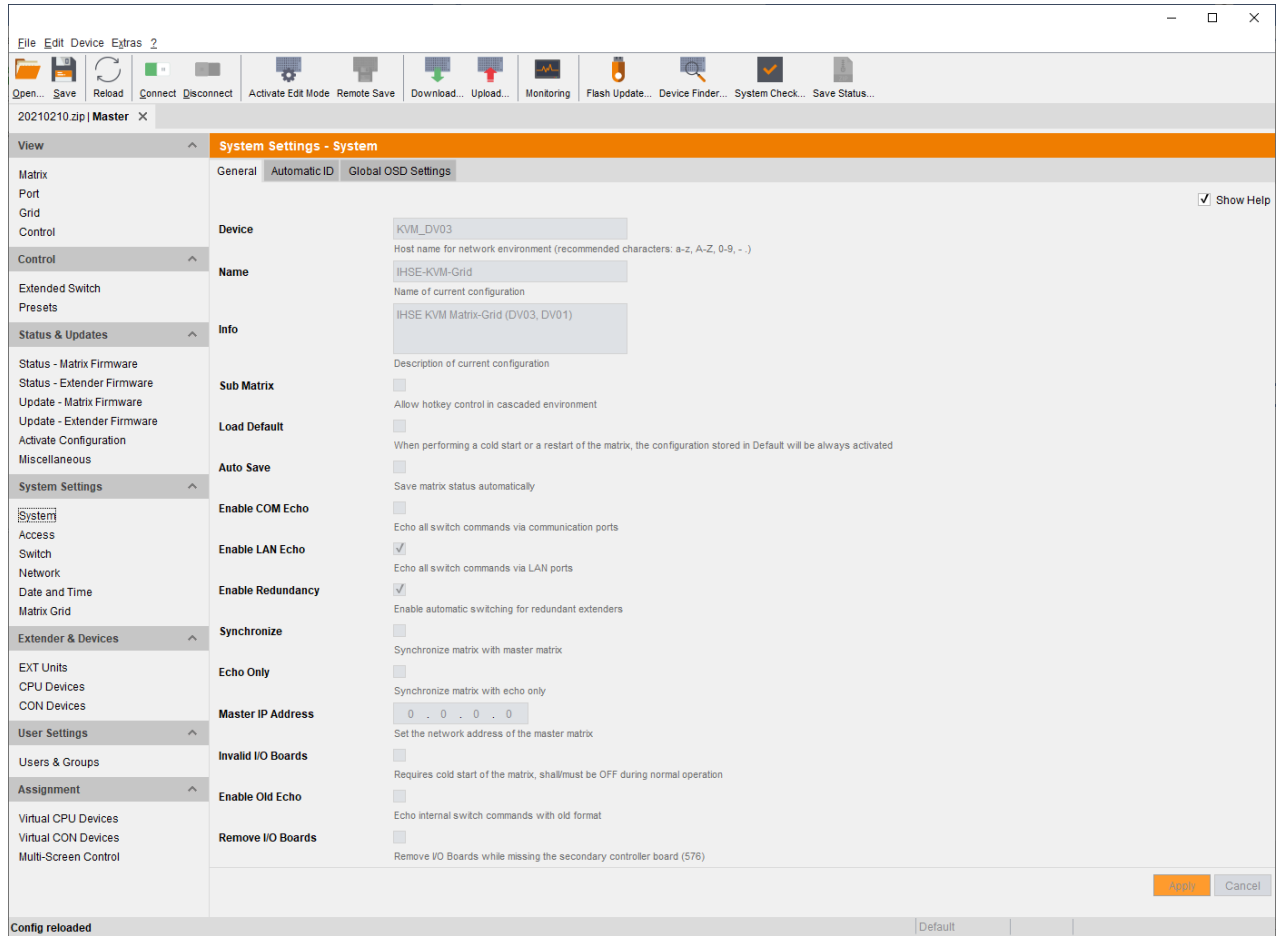 File Edit Device Extras ?
Open... Save Reload Connect Disconnect Activate Edit Mode Remote Save Download... Upload... Monitoring Flash Update... Device Finder... System Check... Save Status...
20210210.zip | Master
View
Matrix
Port
Grid
Control
Control
Extended Switch
Presets
Status & Updates
Status - Matrix Firmware
Status - Extender Firmware
Update - Matrix Firmware
Update - Extender Firmware
Activate Configuration
Miscellaneous
System Settings
System
Access
Switch
Network
Date and Time
Matrix Grid
Extender & Devices
EXT Units
CPU Devices
CON Devices
User Settings
Users & Groups
Assignment
Virtual CPU Devices
Virtual CON Devices
Multi-Screen Control
System Settings - System
General Automatic ID Global OSD Settings
Show Help
Device KVM_DV03
Host name for network environment (recommended characters: a-z, A-Z, 0-9, - .)
Name IHSE-KVM-Grid
Name of current configuration
Info IHSE KVM Matrix-Grid (DV03, DV01)
Description of current configuration
Sub Matrix
Allow hotkey control in cascaded environment
Load Default
When performing a cold start or a restart of the matrix, the configuration stored in Default will be always activated
Auto Save
Save matrix status automatically
Enable COM Echo
Echo all switch commands via communication ports
Enable LAN Echo
Echo all switch commands via LAN ports
Enable Redundancy
Enable automatic switching for redundant extenders
Synchronize
Synchronize matrix with master matrix
Echo Only
Synchronize matrix with echo only
Master IP Address 0 . 0 . 0 . 0
Set the network address of the master matrix
Invalid I/O Boards
Requires cold start of the matrix, shall/must be OFF during normal operation
Enable Old Echo
Echo internal switch commands with old format
Remove I/O Boards
Remove I/O Boards while missing the secondary controller board (576)
Apply Cancel
Config reloaded Default